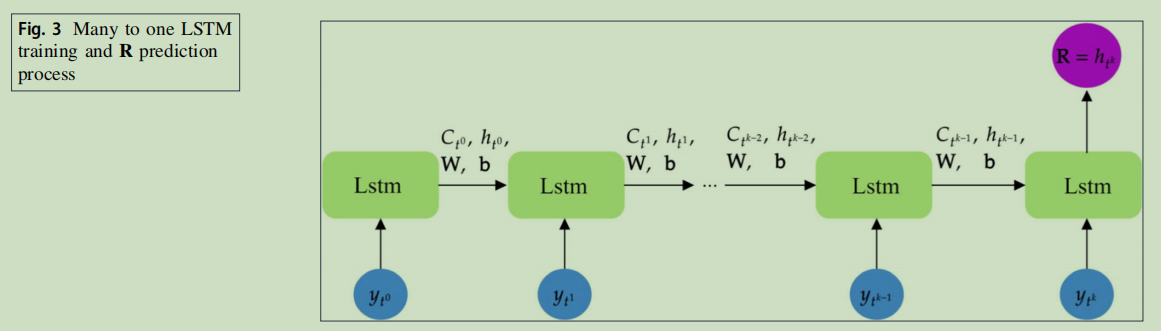 Fig. 3 Many to one LSTM
training and R prediction
process
R = h_{t^k}
C_{t^0}, h_{t^0},
W, b
C_{t^1}, h_{t^1},
W, b
C_{t^{k-2}}, h_{t^{k-2}},
W, b
C_{t^{k-1}}, h_{t^{k-1}},
W, b
Lstm
Lstm
...
Lstm
Lstm
y_{t^0}
y_{t^1}
y_{t^{k-1}}
y_{t^k}